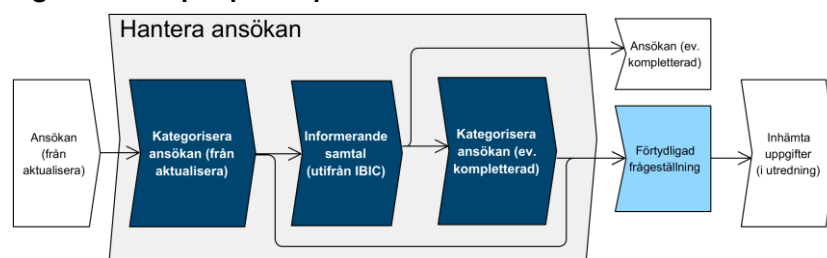 Hantera ansökan
Ansökan
(från
aktualisera)
Kategorisera
ansökan (från
aktualisera)
Informerande
samtal
(utifrån IBIC)
Kategorisera
ansökan (ev.
kompletterad)
Ansökan (ev.
kompletterad)
Förtydligad
frågeställning
Inhämta
uppgifter
(i utredning)